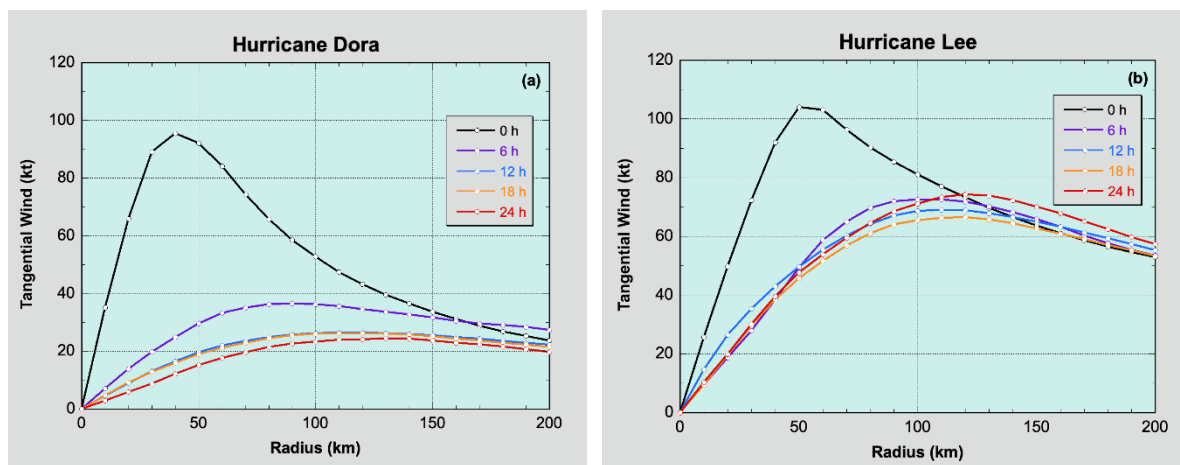 Hurricane Dora
120
100
80
60
40
20
0
Tangential Wind (kt)
(a)
0 h
6 h
12 h
18 h
24 h
0
50
100
150
200
Radius (km)
Hurricane Lee
120
100
80
60
40
20
0
Tangential Wind (kt)
(b)
0 h
6 h
12 h
18 h
24 h
0
50
100
150
200
Radius (km)